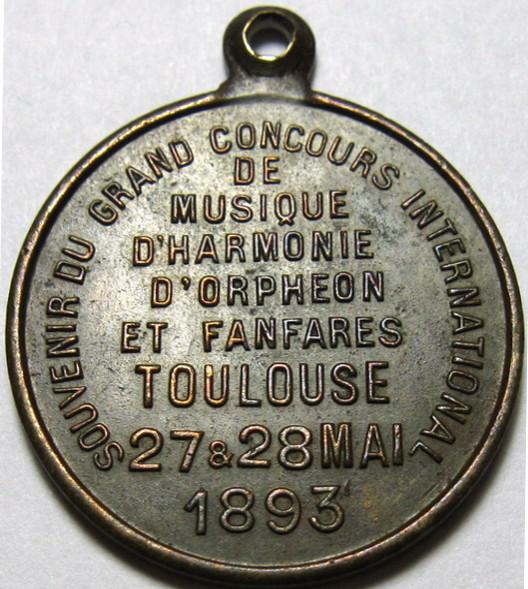 SOUVENIR DU GRAND CONCOURS INTERNATIONAL
DE
MUSIQUE
D'HARMONIE
D'ORPHEON
ET FANFARES
TOULOUSE
27 & 28 MAI
1893